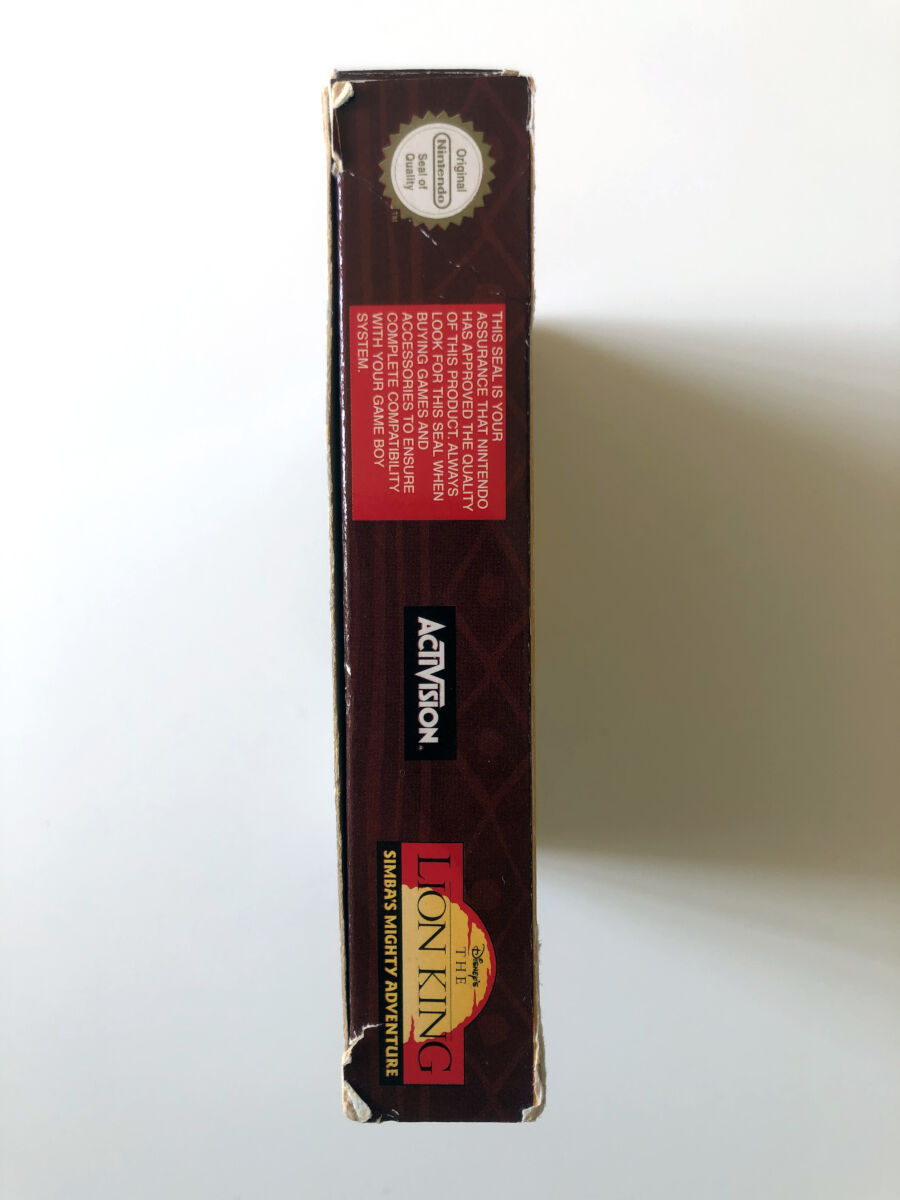 Original
Nintendo
Seal of
Quality
TM
THIS SEAL IS YOUR
ASSURANCE THAT NINTENDO
HAS APPROVED THE QUALITY
OF THIS PRODUCT. ALWAYS
LOOK FOR THIS SEAL WHEN
BUYING GAMES AND
ACCESSORIES TO ENSURE
COMPLETE COMPATIBILITY
WITH YOUR GAME BOY
SYSTEM.
ACTIVISION®
DISNEY'S
THE
LION KING
SIMBA'S MIGHTY ADVENTURE